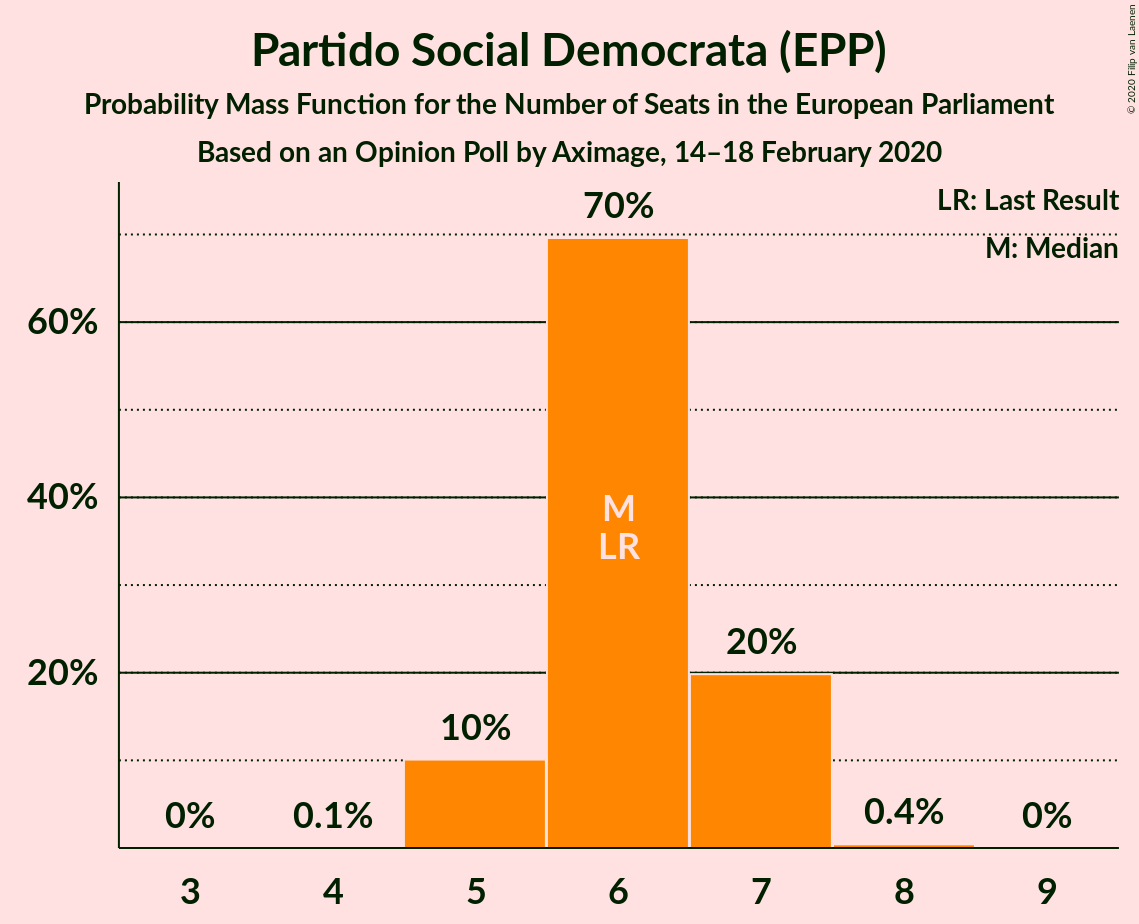 Partido Social Democrata (EPP)
Probability Mass Function for the Number of Seats in the European Parliament
Based on an Opinion Poll by Aximage, 14–18 February 2020
© 2020 Filip van Laenen
LR: Last Result
M: Median
60%
40%
20%
0%
0.1%
10%
70%
M
LR
20%
0.4%
0%
3 4 5 6 7 8 9